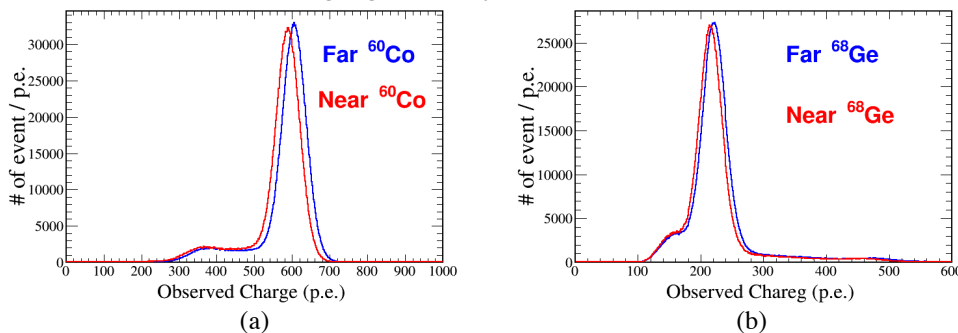 Far ⁶⁰Co
Near ⁶⁰Co
# of event / p.e.
30000
25000
20000
15000
10000
5000
0
0 100 200 300 400 500 600 700 800 900 1000
Observed Charge (p.e.)
(a)
Far ⁶⁸Ge
Near ⁶⁸Ge
# of event / p.e.
25000
20000
15000
10000
5000
0
0 100 200 300 400 500 600
Observed Chareg (p.e.)
(b)